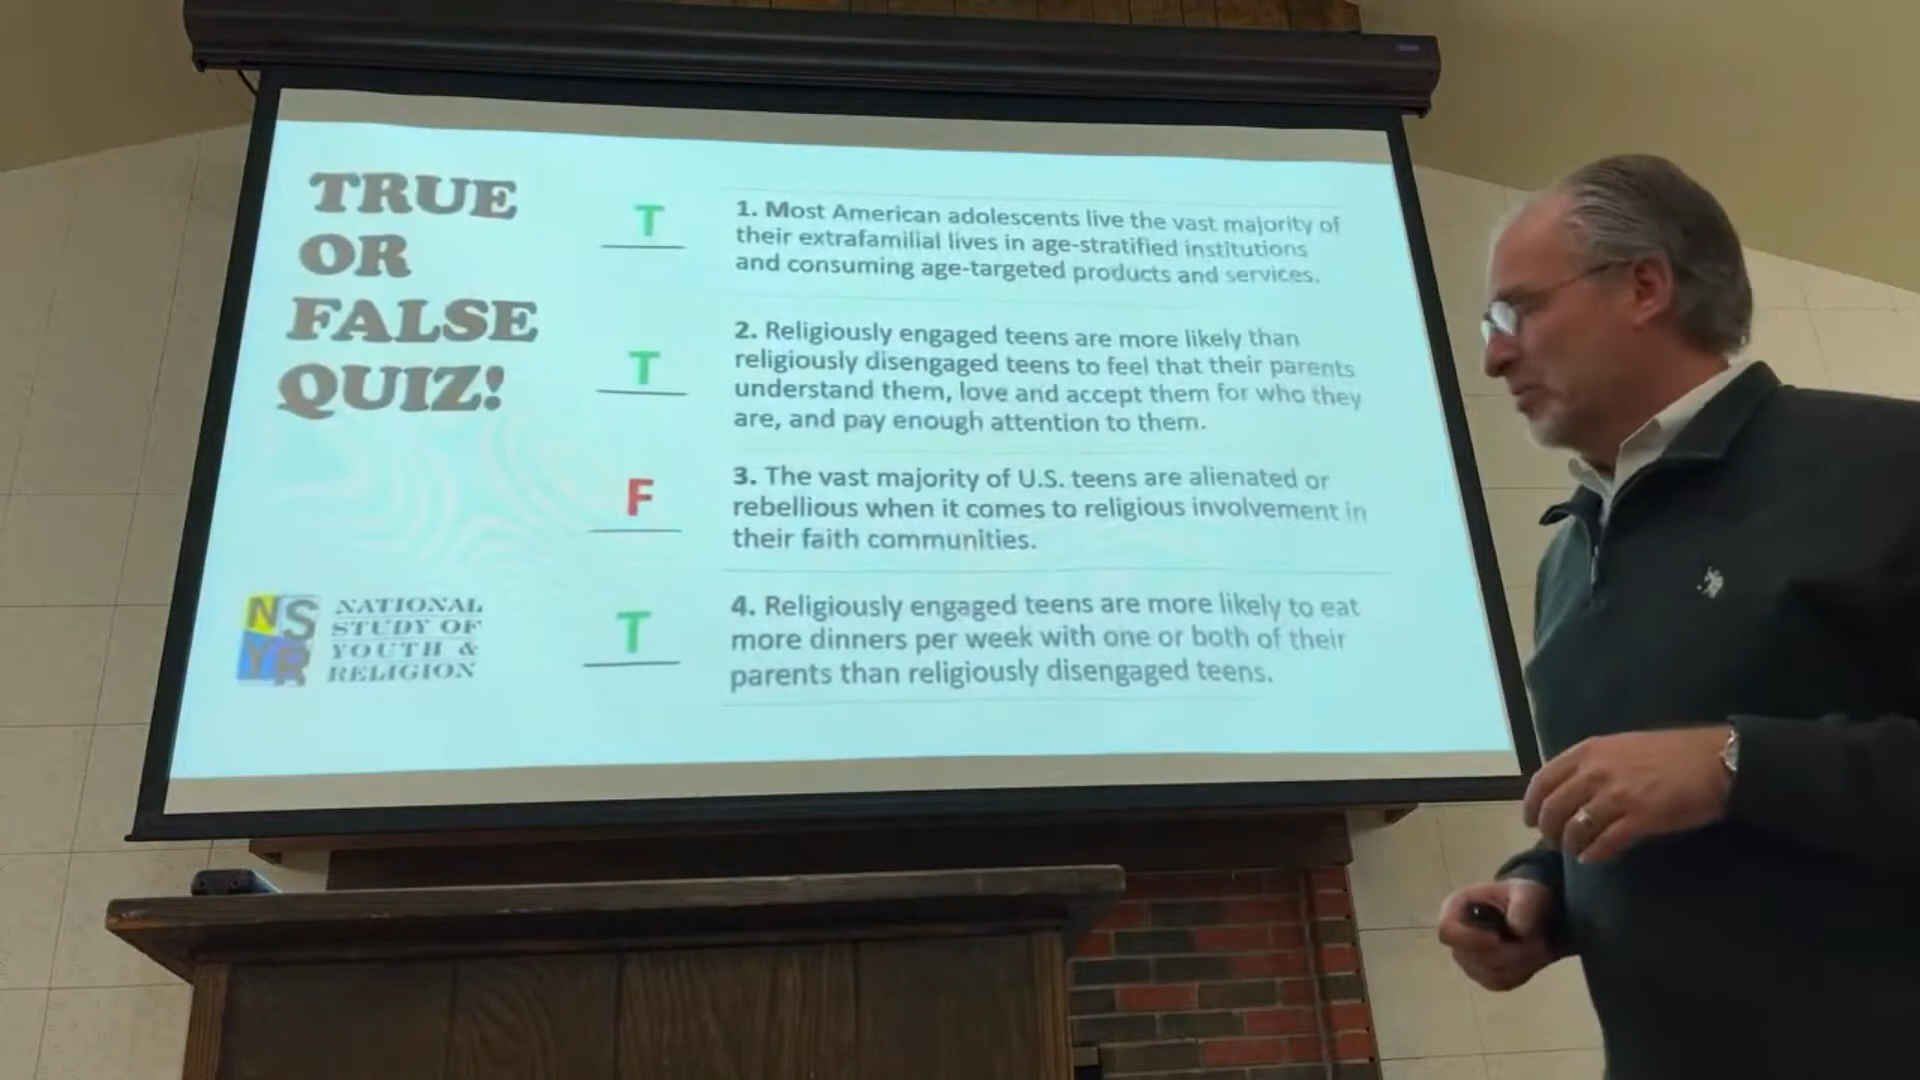 TRUE
OR
FALSE
QUIZ!
T
1. Most American adolescents live the vast majority of
their extrafamilial lives in age-stratified institutions
and consuming age-targeted products and services.
T
2. Religiously engaged teens are more likely than
religiously disengaged teens to feel that their parents
understand them, love and accept them for who they
are, and pay enough attention to them.
F
3. The vast majority of U.S. teens are alienated or
rebellious when it comes to religious involvement in
their faith communities.
T
4. Religiously engaged teens are more likely to eat
more dinners per week with one or both of their
parents than religiously disengaged teens.
NS
YR
NATIONAL
STUDY OF
YOUTH &
RELIGION